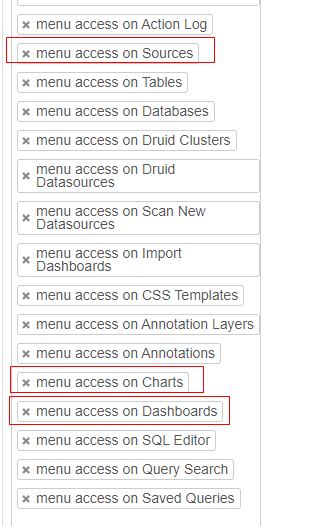 × menu access on Action Log
× menu access on Sources
× menu access on Tables
× menu access on Databases
× menu access on Druid Clusters
× menu access on Druid
Datasources
× menu access on Scan New
Datasources
× menu access on Import
Dashboards
× menu access on CSS Templates
× menu access on Annotation Layers
× menu access on Annotations
× menu access on Charts
× menu access on Dashboards
× menu access on SQL Editor
× menu access on Query Search
× menu access on Saved Queries